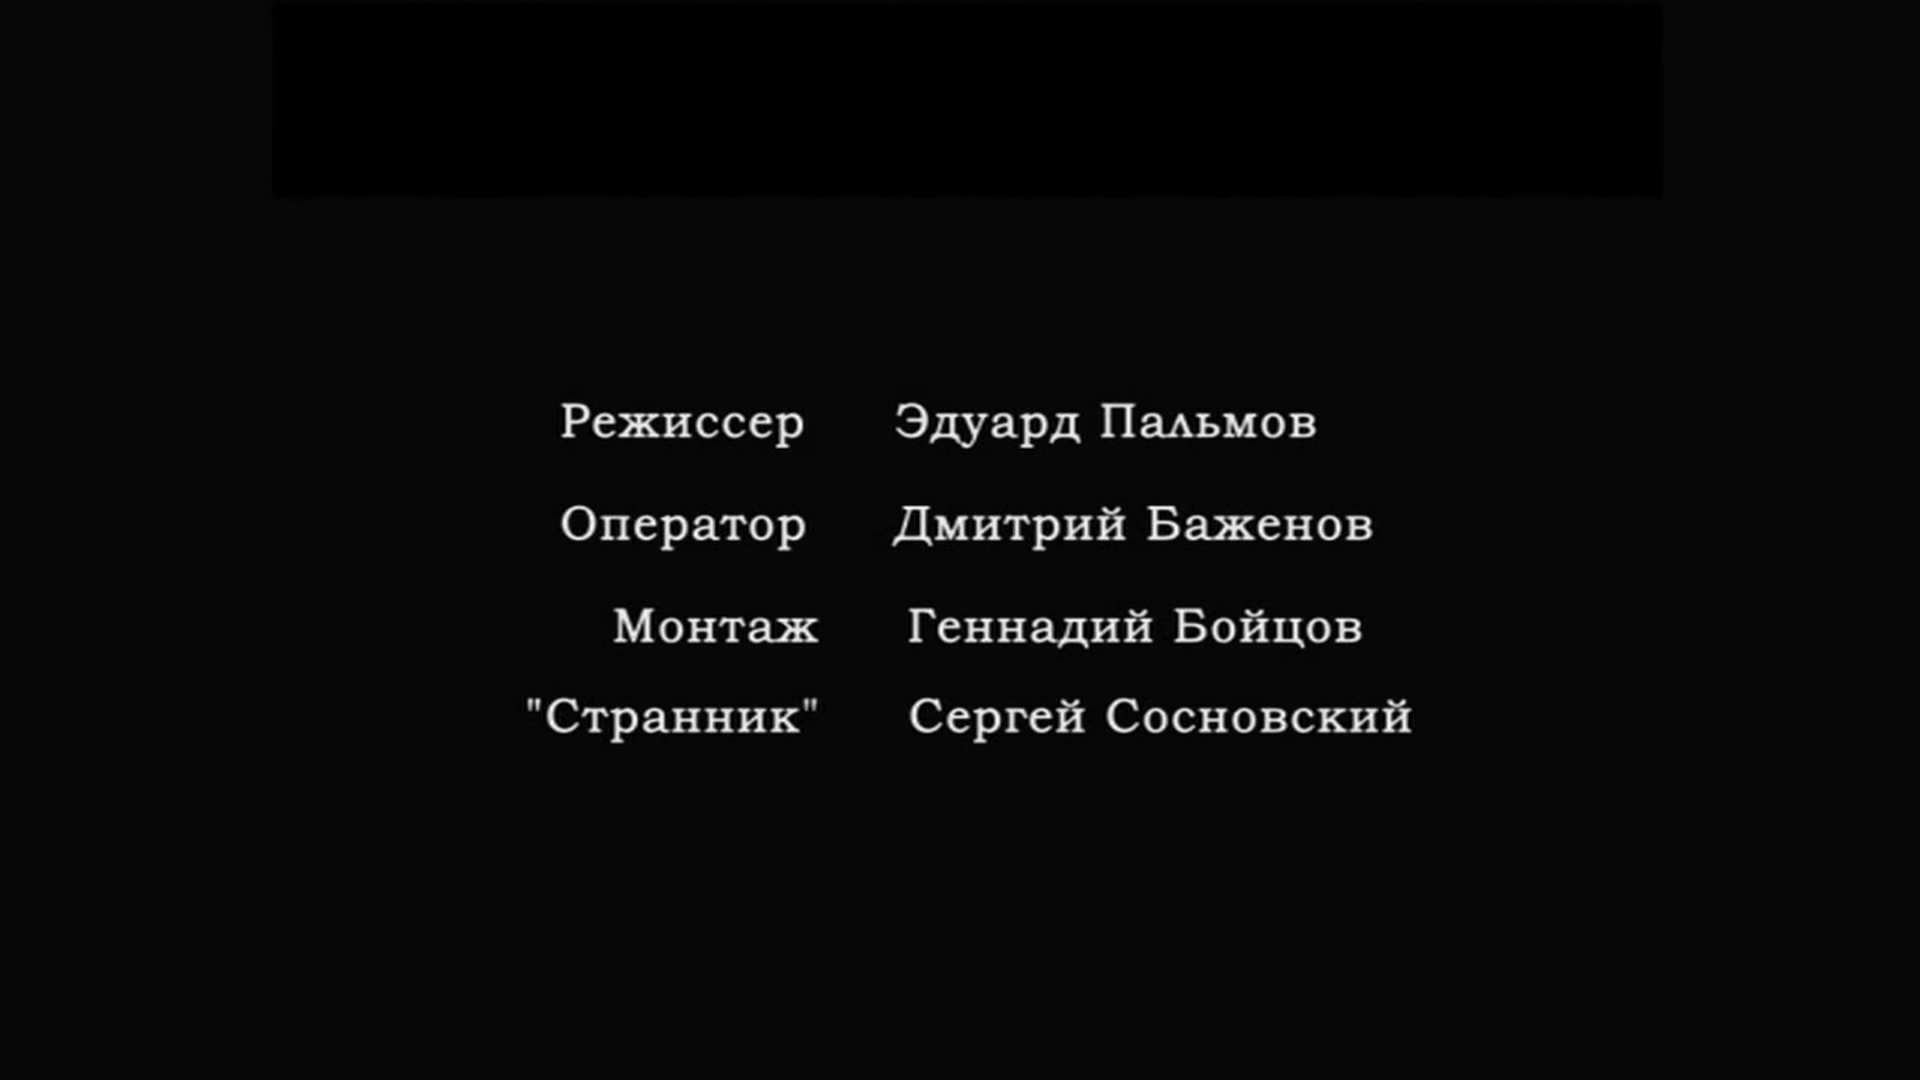 Режиссер Эдуард Пальмов
Оператор Дмитрий Баженов
Монтаж Геннадий Бойцов
"Странник" Сергей Сосновский